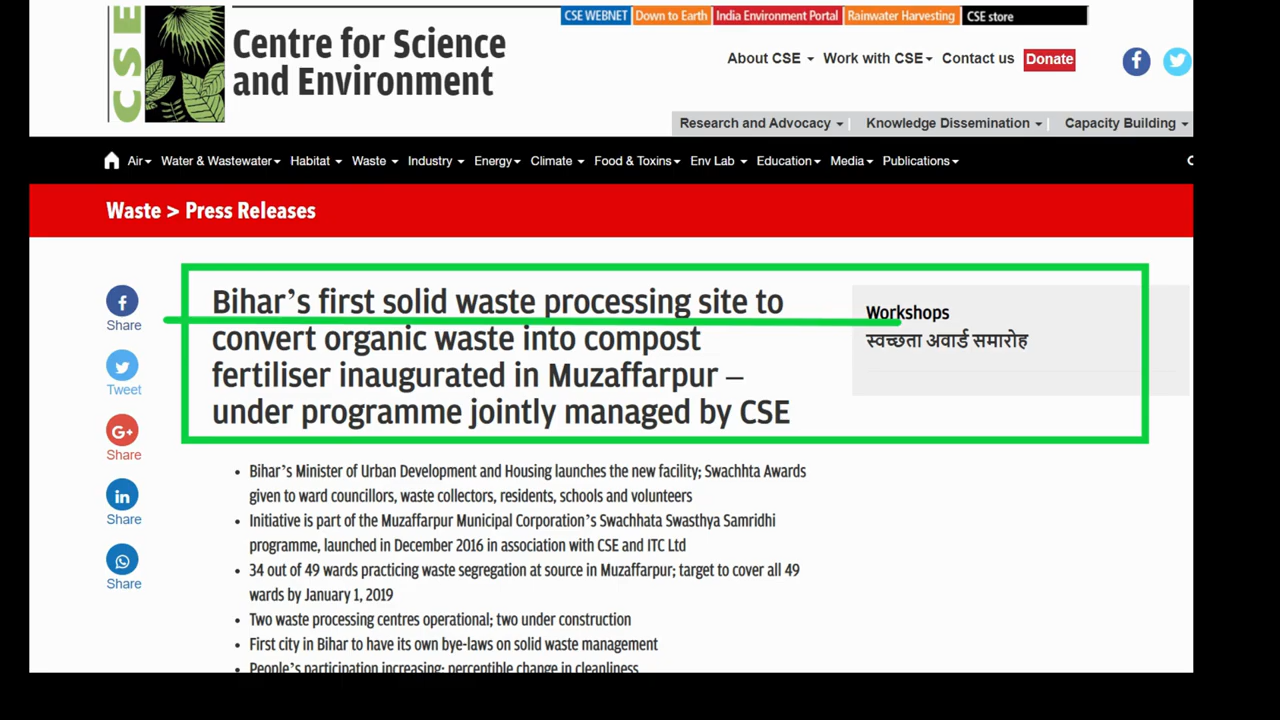 CSE WEBNET Down to Earth India Environment Portal Rainwater Harvesting CSE store
CSE
Centre for Science
and Environment
About CSE Work with CSE Contact us Donate
Research and Advocacy Knowledge Dissemination Capacity Building
Air Water & Wastewater Habitat Waste Industry Energy Climate Food & Toxins Env Lab Education Media Publications
Waste > Press Releases
Bihar’s first solid waste processing site to
convert organic waste into compost
fertiliser inaugurated in Muzaffarpur –
under programme jointly managed by CSE
Workshops
स्वच्छता अवार्ड समारोह
Share
Tweet
G+
Share
in
Share
Share
• Bihar’s Minister of Urban Development and Housing launches the new facility; Swachhta Awards
given to ward councillors, waste collectors, residents, schools and volunteers
• Initiative is part of the Muzaffarpur Municipal Corporation’s Swachhata Swasthya Samridhi
programme, launched in December 2016 in association with CSE and ITC Ltd
• 34 out of 49 wards practicing waste segregation at source in Muzaffarpur; target to cover all 49
wards by January 1, 2019
• Two waste processing centres operational; two under construction
• First city in Bihar to have its own bye-laws on solid waste management
• People’s participation increasing; perceptible change in cleanliness